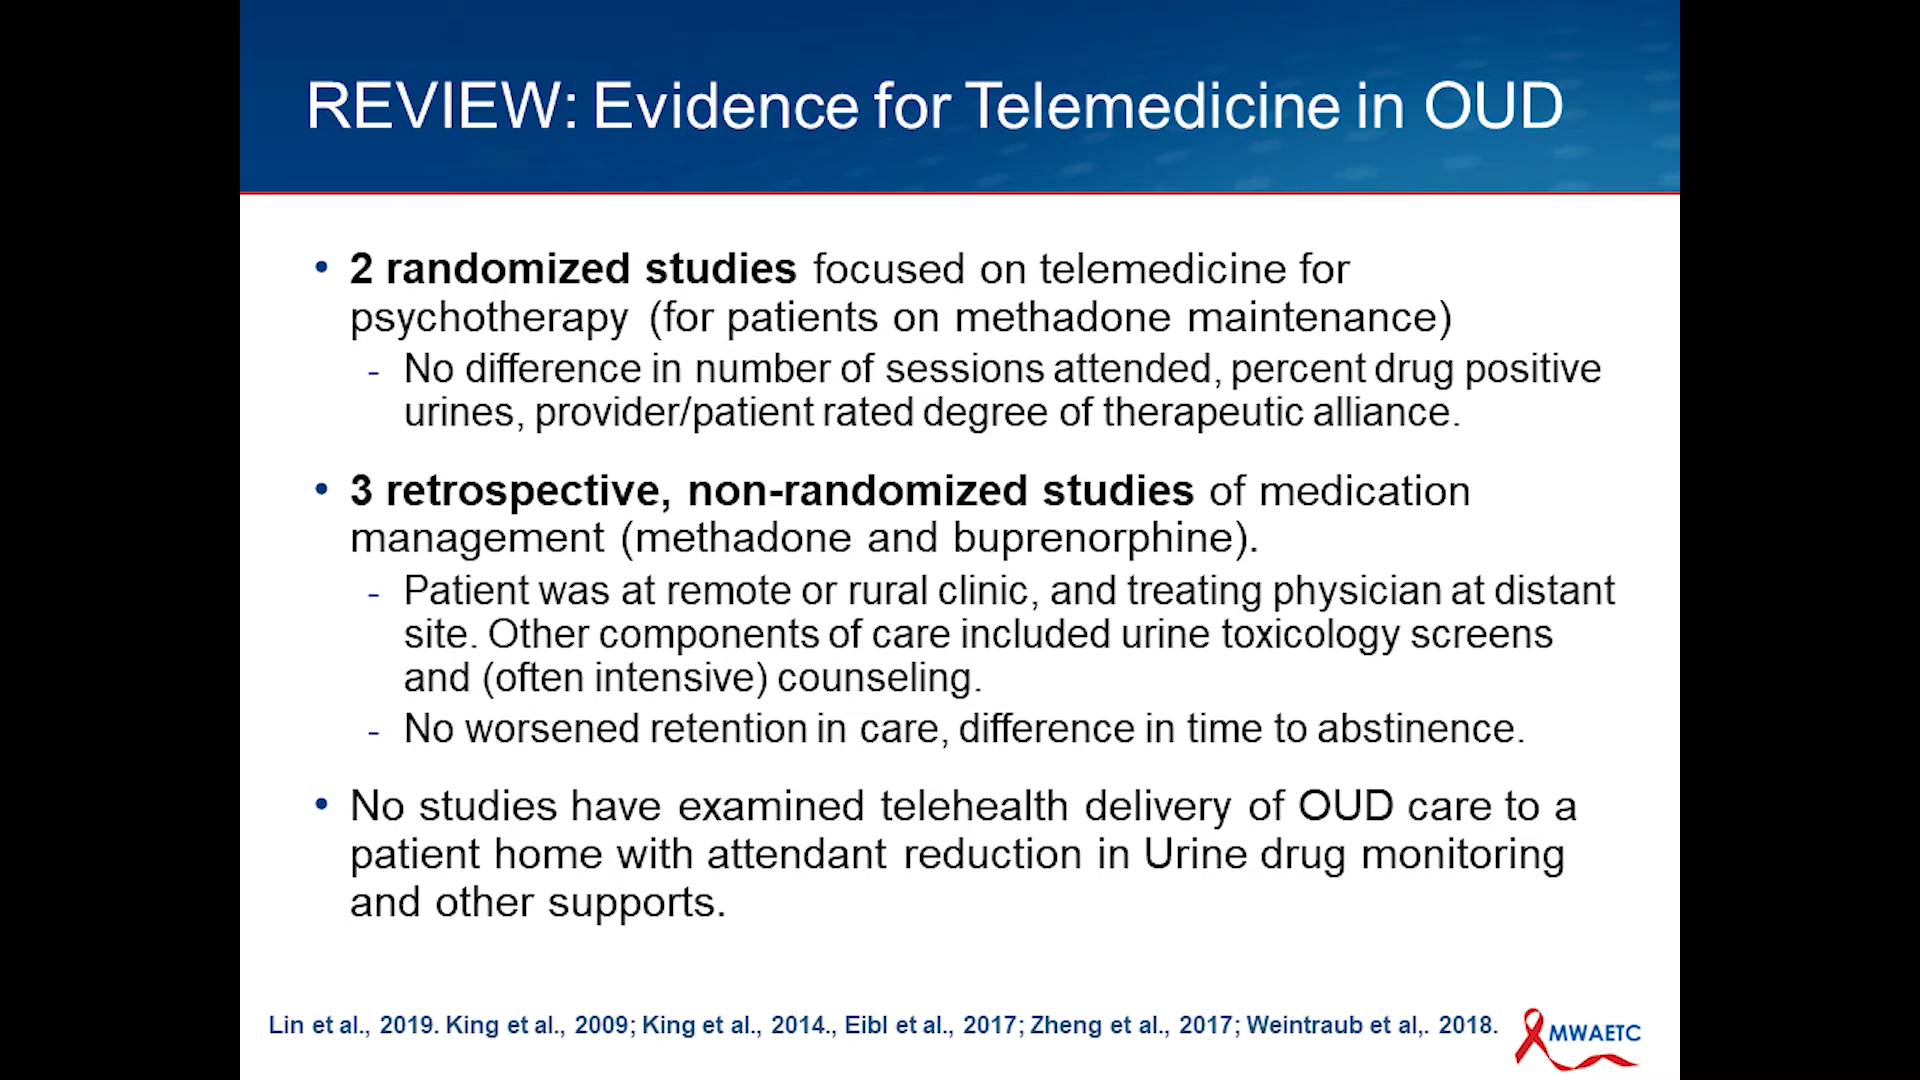 REVIEW: Evidence for Telemedicine in OUD
• 2 randomized studies focused on telemedicine for
psychotherapy (for patients on methadone maintenance)
- No difference in number of sessions attended, percent drug positive
urines, provider/patient rated degree of therapeutic alliance.
• 3 retrospective, non-randomized studies of medication
management (methadone and buprenorphine).
- Patient was at remote or rural clinic, and treating physician at distant
site. Other components of care included urine toxicology screens
and (often intensive) counseling.
- No worsened retention in care, difference in time to abstinence.
• No studies have examined telehealth delivery of OUD care to a
patient home with attendant reduction in Urine drug monitoring
and other supports.
Lin et al., 2019. King et al., 2009; King et al., 2014., Eibl et al., 2017; Zheng et al., 2017; Weintraub et al,. 2018.
MWAETC